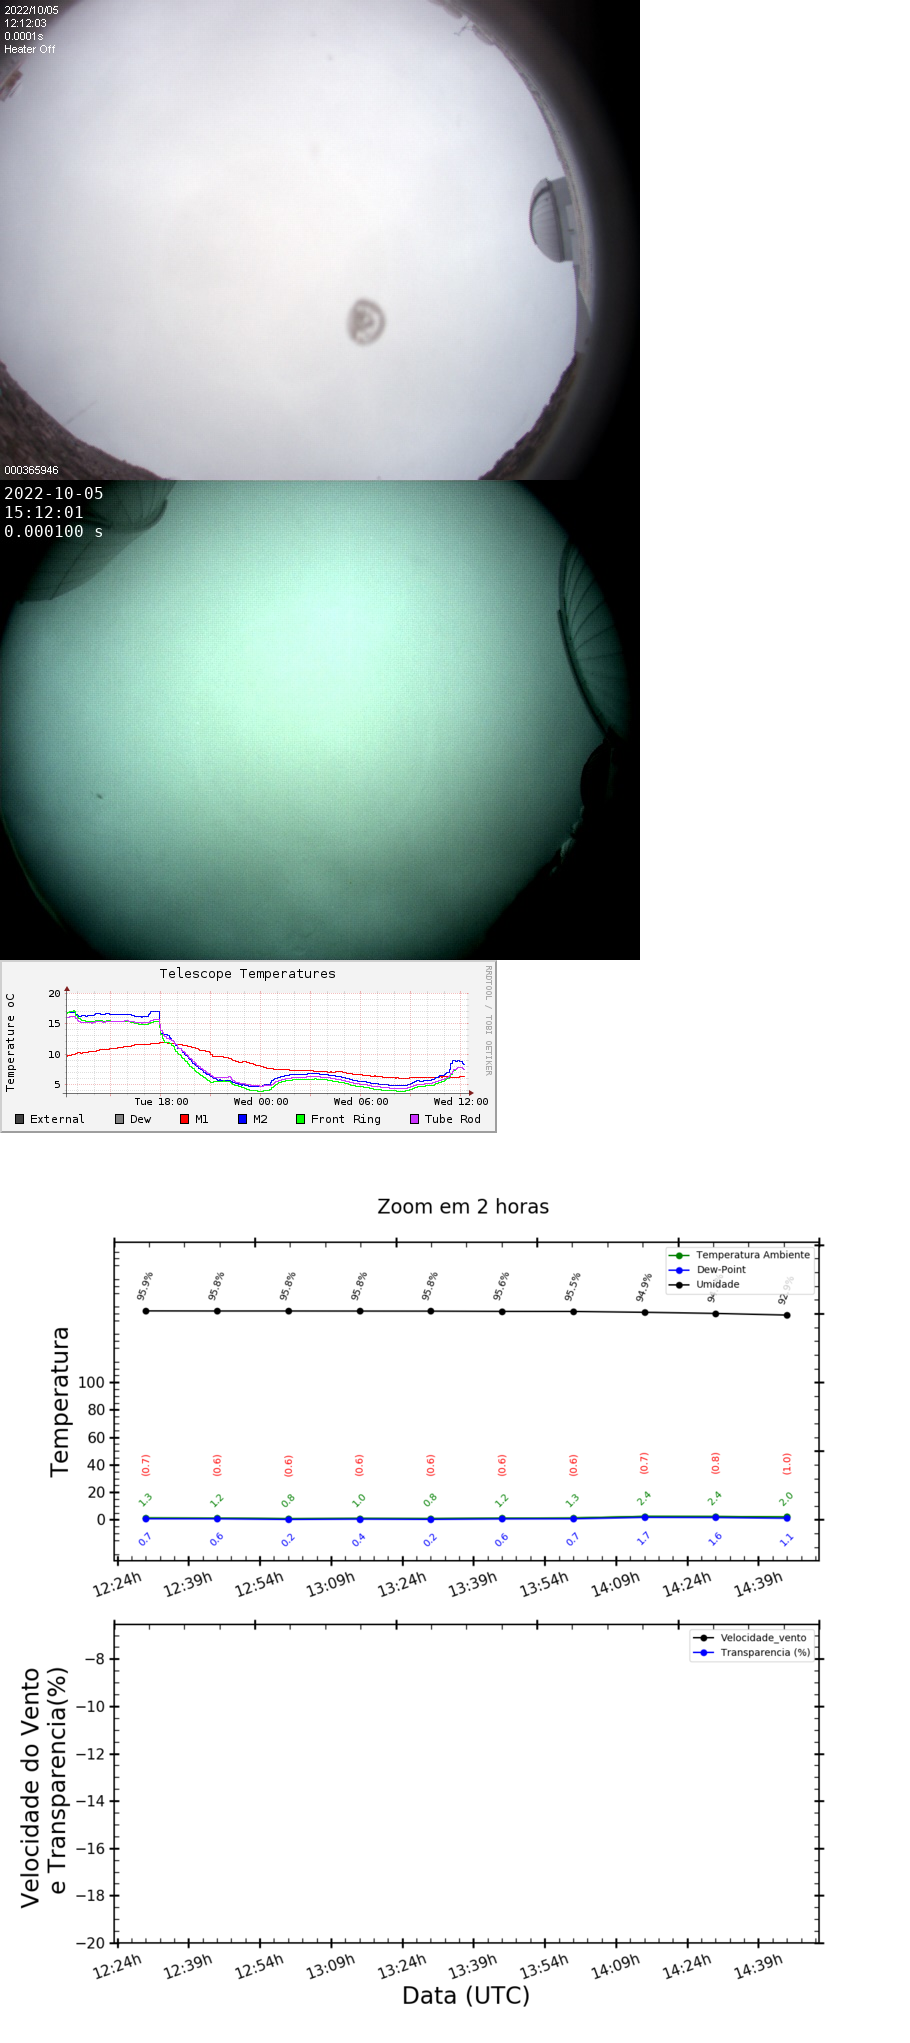 2022/10/05
12:12:03
0.0001s
Heater Off
000365946
2022-10-05
15:12:01
0.000100 s
Telescope Temperatures
RRDTOOL / TOBI OETIKER
Temperature oC
20
15
10
5
Tue 18:00 Wed 00:00 Wed 06:00 Wed 12:00
External Dew M1 M2 Front Ring Tube Rod
Zoom em 2 horas
Temperatura Ambiente
Dew-Point
Umidade
95.9% 95.8% 95.8% 95.8% 95.8% 95.6% 95.5% 94.9%
Temperatura
100
80
60
40
20
0
(0.7) (0.6) (0.6) (0.6) (0.6) (0.6) (0.6) (0.7) (0.8) (1.0)
1.3 1.2 0.8 1.0 0.8 1.2 1.3 2.4 2.4 2.0
0.7 0.6 0.2 0.4 0.2 0.6 0.7 1.7 1.6 1.1
12:24h 12:39h 12:54h 13:09h 13:24h 13:39h 13:54h 14:09h 14:24h 14:39h
Velocidade_vento
Transparencia (%)
Velocidade do Vento
e Transparencia(%)
−8
−10
−12
−14
−16
−18
−20
12:24h 12:39h 12:54h 13:09h 13:24h 13:39h 13:54h 14:09h 14:24h 14:39h
Data (UTC)